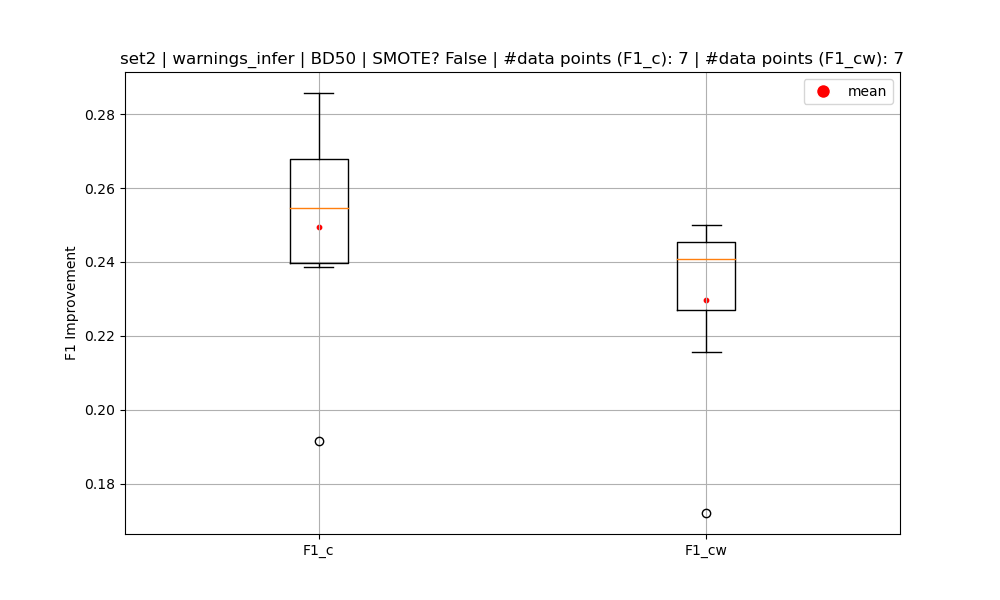 set2 | warnings_infer | BD50 | SMOTE? False | #data points (F1_c): 7 | #data points (F1_cw): 7
mean
0.28
0.26
0.24
0.22
0.20
0.18
F1 Improvement
F1_c
F1_cw